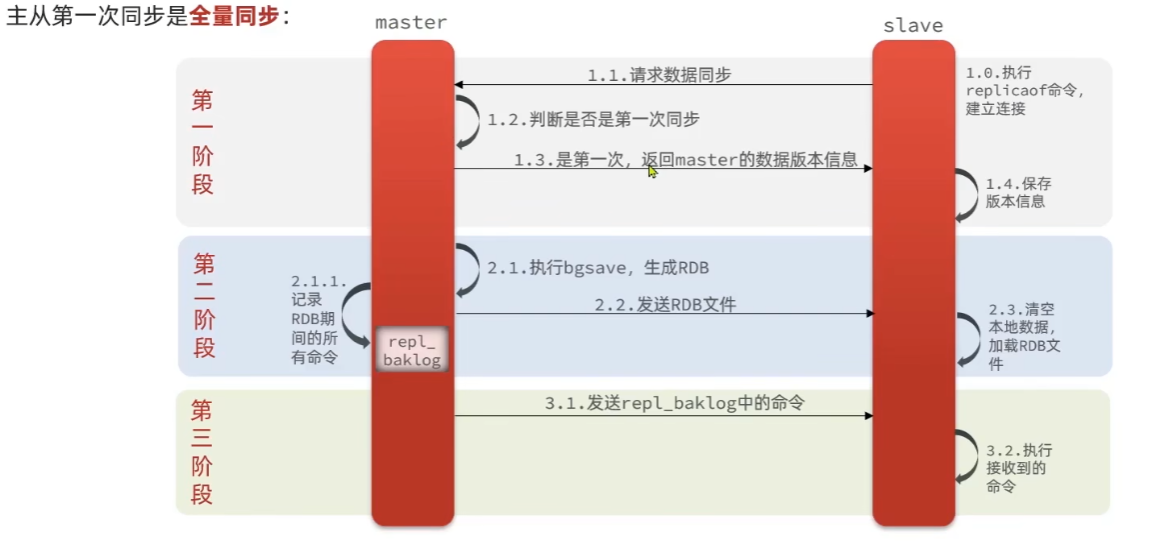 主从第一次同步是全量同步：
master
slave
第
一
阶
段
1.0.执行
replicaof命令，
建立连接
1.1.请求数据同步
1.2.判断是否是第一次同步
1.3.是第一次，返回master的数据版本信息
1.4.保存
版本信息
第
二
阶
段
2.1.执行bgsave，生成RDB
2.1.1.
记录
RDB期
间的所
有命令
repl_
baklog
2.2.发送RDB文件
2.3.清空
本地数据，
加载RDB文
件
第
三
阶
段
3.1.发送repl_baklog中的命令
3.2.执行
接收到的
命令